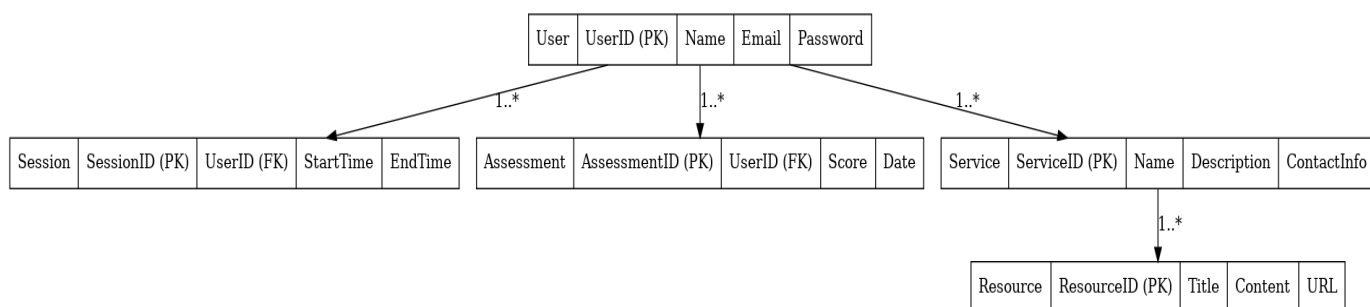 User UserID (PK) Name Email Password
1..* 1..* 1..*
Session SessionID (PK) UserID (FK) StartTime EndTime
Assessment AssessmentID (PK) UserID (FK) Score Date
Service ServiceID (PK) Name Description ContactInfo
1..*
Resource ResourceID (PK) Title Content URL